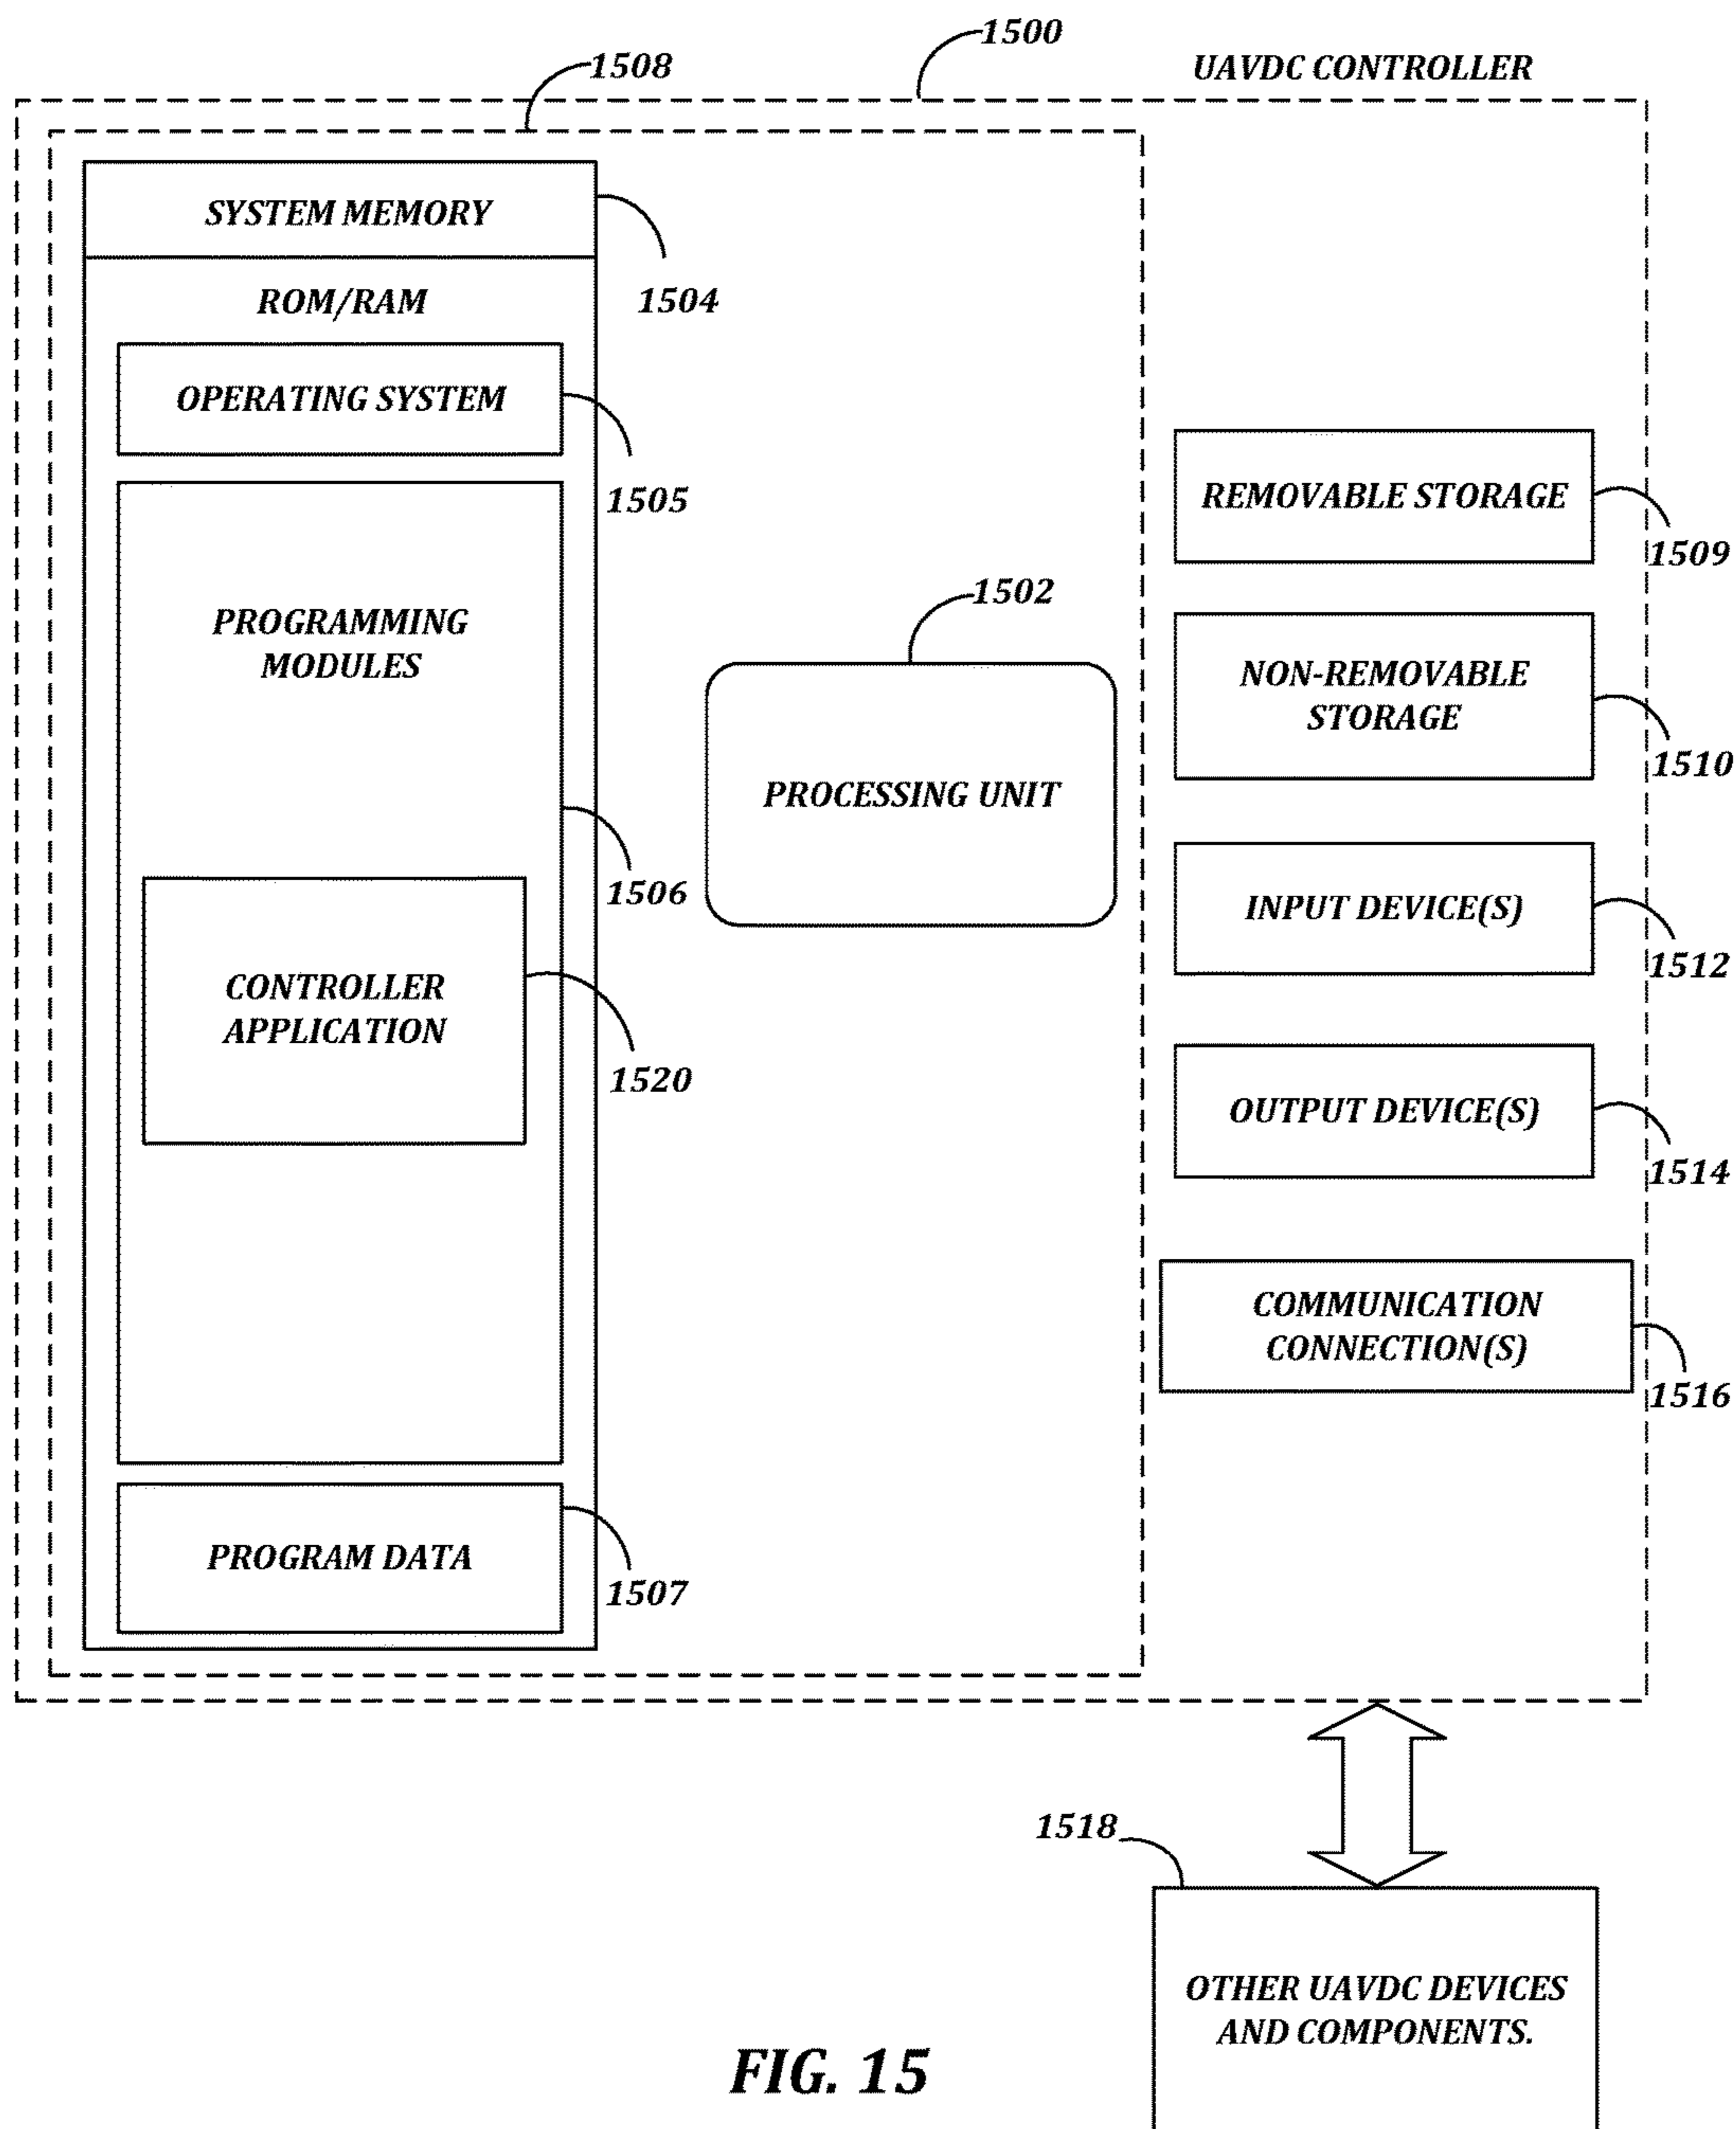 1500
1508
UAVDC CONTROLLER
SYSTEM MEMORY
1504
ROM/RAM
OPERATING SYSTEM
1505
PROGRAMMING
MODULES
1506
CONTROLLER
APPLICATION
1520
PROGRAM DATA
1507
1502
PROCESSING UNIT
REMOVABLE STORAGE
1509
NON-REMOVABLE
STORAGE
1510
INPUT DEVICE(S)
1512
OUTPUT DEVICE(S)
1514
COMMUNICATION
CONNECTION(S)
1516
1518
OTHER UAVDC DEVICES
AND COMPONENTS.
FIG. 15